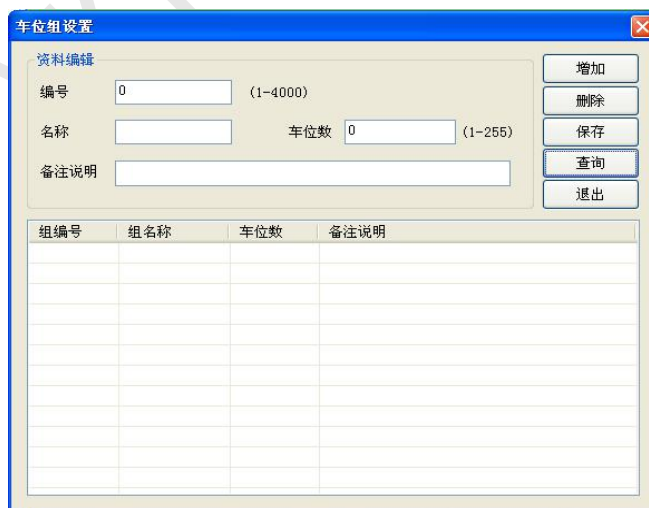 车位组设置
资料编辑
编号 0 (1-4000)
名称 车位数 0 (1-255)
备注说明
增加
删除
保存
查询
退出
组编号 组名称 车位数 备注说明